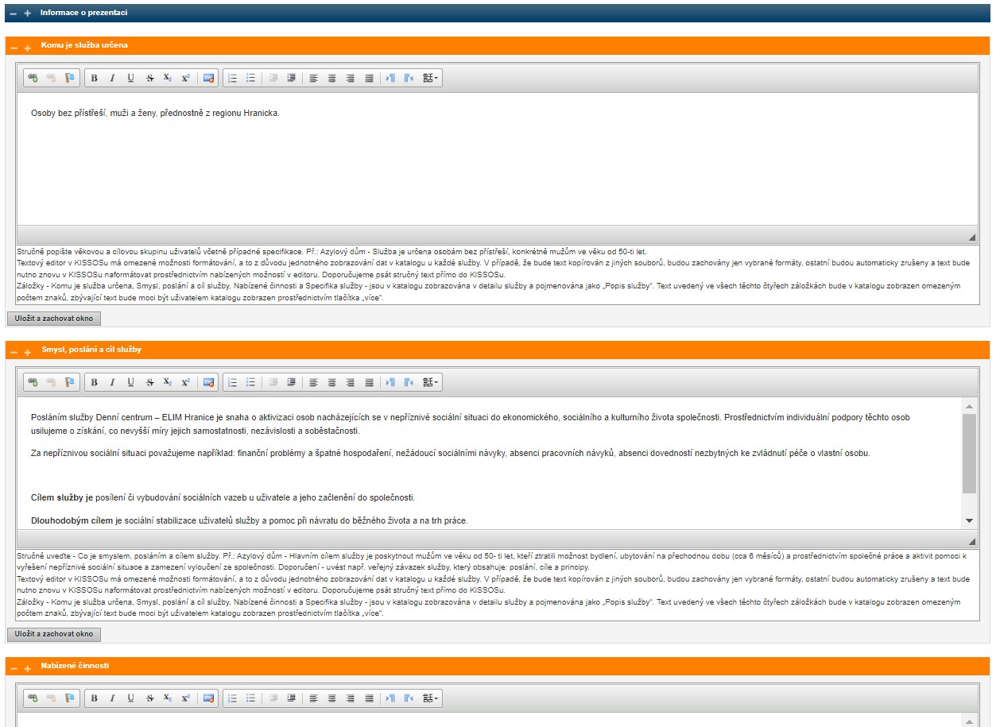 Informace o prezentaci
Komu je služba určena
Osoby bez přístřeší, muži a ženy, přednostně z regionu Hranicka.
Stručně popište věkovou a cílovou skupinu uživatelů včetně případné specifikace. Př.: Azylový dům - Služba je určena osobám bez přístřeší, konkrétně mužům ve věku od 50-ti let.
Textový editor v KISSOSu má omezené možnosti formátování, a to z důvodu jednotného zobrazování dat v katalogu u každé služby. V případě, že bude text kopírován z jiných souborů, budou zachovány jen vybrané formáty, ostatní budou automaticky zrušeny a text bude
nutno znovu v KISSOSu naformátovat prostřednictvím nabízených možností v editoru. Doporučujeme psát stručný text přímo do KISSOSu.
Záložky - Komu je služba určena, Smysl, poslání a cíl služby, Nabízené činnosti a Specifika služby - jsou v katalogu zobrazována v detailu služby a pojmenována jako „Popis služby“. Text uvedený ve všech těchto čtyřech záložkách bude v katalogu zobrazen omezeným
počtem znaků, zbývající text bude moci být uživatelem katalogu zobrazen prostřednictvím tlačítka „více“.
Uložit a zachovat okno
Smysl, poslání a cíl služby
Posláním služby Denní centrum – ELIM Hranice je snaha o aktivizaci osob nacházejících se v nepříznivé sociální situaci do ekonomického, sociálního a kulturního života společnosti. Prostřednictvím individuální podpory těchto osob
usilujeme o získání, co nevyšší míry jejich samostatnosti, nezávislosti a soběstačnosti.
Za nepříznivou sociální situaci považujeme například: finanční problémy a špatné hospodaření, nežádoucí sociálními návyky, absenci pracovních návyků, absenci dovedností nezbytných ke zvládnutí péče o vlastní osobu.
Cílem služby je posílení či vybudování sociálních vazeb u uživatele a jeho začlenění do společnosti.
Dlouhodobým cílem je sociální stabilizace uživatelů služby a pomoc při návratu do běžného života a na trh práce.
Stručně uveďte - Co je smyslem, posláním a cílem služby. Př.: Azylový dům - Hlavním cílem služby je poskytnout mužům ve věku od 50- ti let, kteří ztratili možnost bydlení, ubytování na přechodnou dobu (cca 6 měsíců) a prostřednictvím společné práce a aktivit pomoci k
vyřešení nepříznivé sociální situace a zamezení vyloučení ze společnosti. Doporučení - uvést např. veřejný závazek služby, který obsahuje: poslání, cíle a principy.
Textový editor v KISSOSu má omezené možnosti formátování, a to z důvodu jednotného zobrazování dat v katalogu u každé služby. V případě, že bude text kopírován z jiných souborů, budou zachovány jen vybrané formáty, ostatní budou automaticky zrušeny a text bude
nutno znovu v KISSOSu naformátovat prostřednictvím nabízených možností v editoru. Doporučujeme psát stručný text přímo do KISSOSu.
Záložky - Komu je služba určena, Smysl, poslání a cíl služby, Nabízené činnosti a Specifika služby - jsou v katalogu zobrazována v detailu služby a pojmenována jako „Popis služby“. Text uvedený ve všech těchto čtyřech záložkách bude v katalogu zobrazen omezeným
počtem znaků, zbývající text bude moci být uživatelem katalogu zobrazen prostřednictvím tlačítka „více“.
Uložit a zachovat okno
Nabízené činnosti